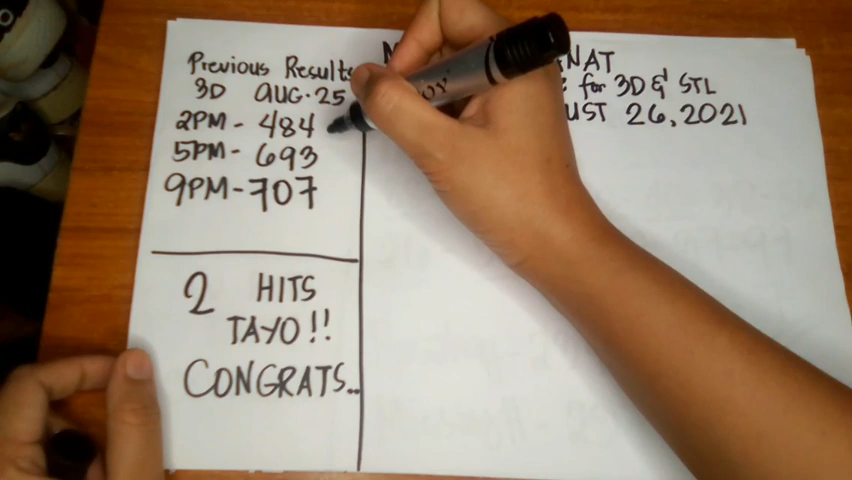 Previous Results
3D AUG. 25
2PM - 484
5PM - 693
9PM - 707
2 HITS
TAYO!!
CONGRATS..
for 3D & STL
26, 2021